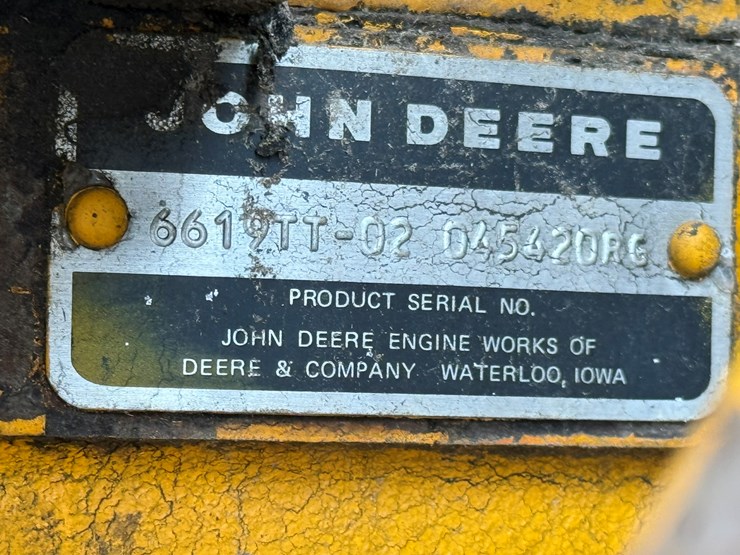 JOHN DEERE
6619TT-02 045420RG
PRODUCT SERIAL NO.
JOHN DEERE ENGINE WORKS OF
DEERE & COMPANY WATERLOO, IOWA